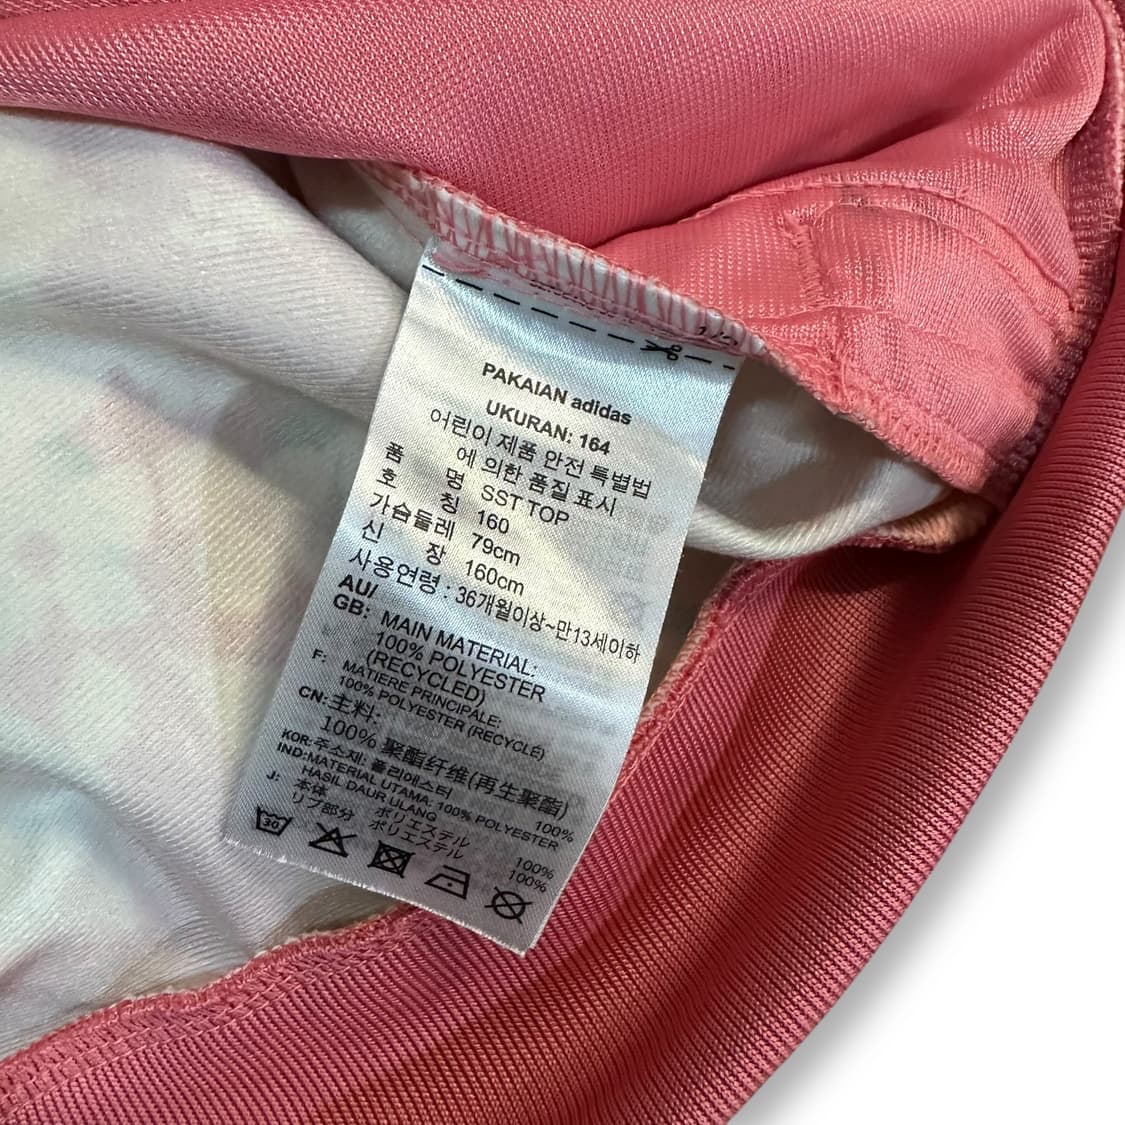 PAKAIAN adidas
UKURAN: 164
어린이 제품 안전 특별법
에 의한 품질 표시
품 명 SST TOP
호 칭 160
가슴둘레 79cm
신 장 160cm
사용연령 : 36개월이상~만13세이하
AU/
GB: MAIN MATERIAL:
100% POLYESTER
(RECYCLED)
F: MATIERE PRINCIPALE:
100% POLYESTER (RECYCLÉ)
CN: 主料:
100% 聚酯纤维(再生聚酯)
KOR: 주소재: 폴리에스터 100%
IND: MATERIAL UTAMA: 100% POLYESTER
HASIL DAUR ULANG
J: 本体 ポリエステル 100%
リブ部分 ポリエステル 100%
30